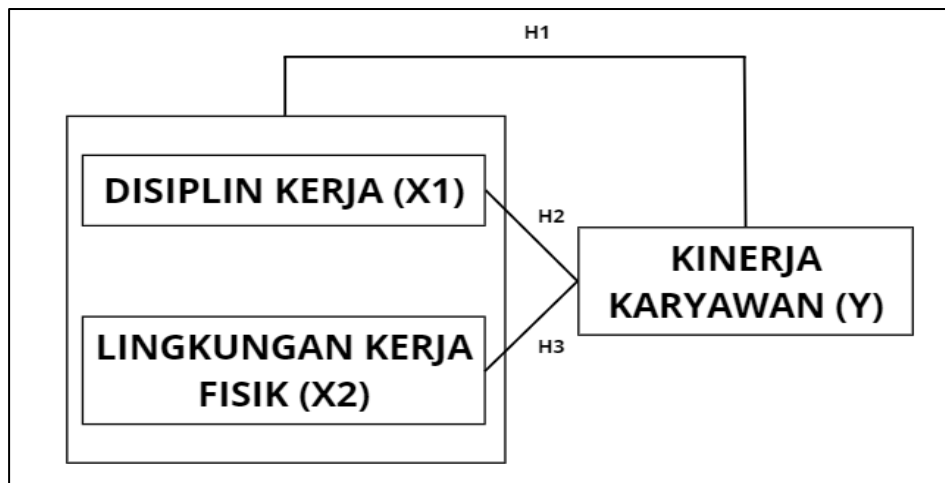 H1
DISIPLIN KERJA (X1)
H2
KINERJA
KARYAWAN (Y)
LINGKUNGAN KERJA
FISIK (X2)
H3